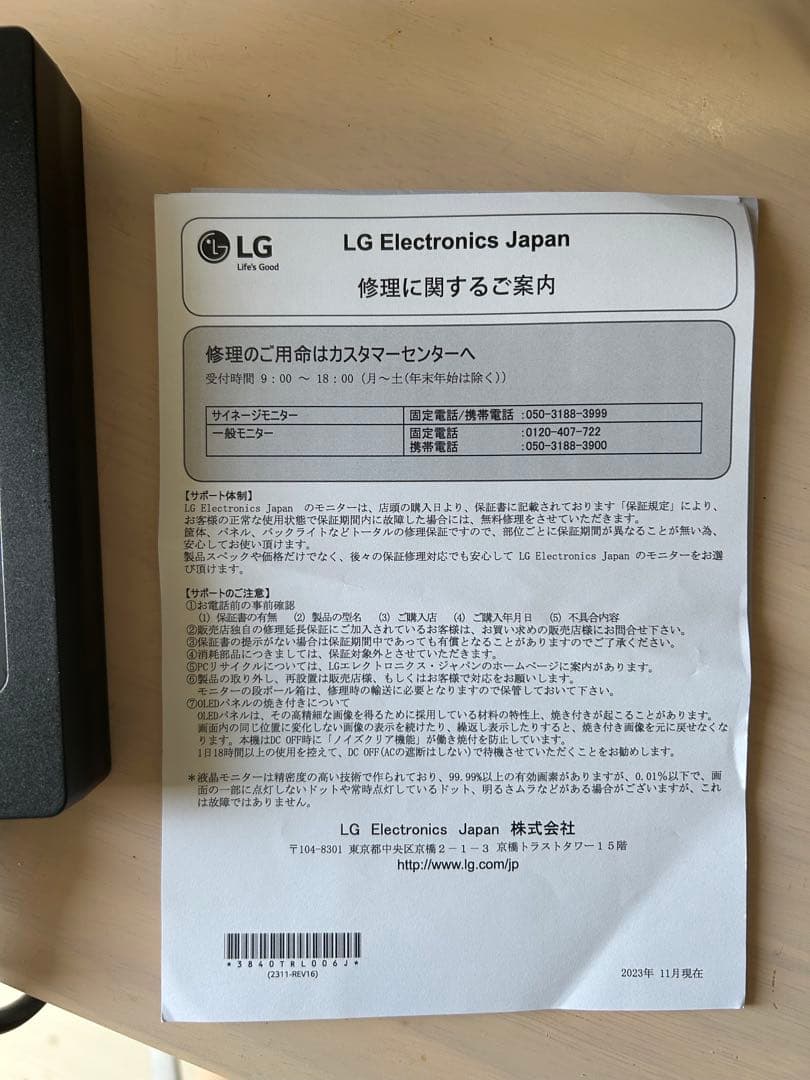 LG
Life's Good
LG Electronics Japan
修理に関するご案内
修理のご用命はカスタマーセンターへ
受付時間 9:00 ～ 18:00 (月～土(年末年始は除く))
サイネージモニター 固定電話/携帯電話 :050-3188-3999
一般モニター 固定電話 :0120-407-722
携帯電話 :050-3188-3900
【サポート体制】
LG Electronics Japan のモニターは、店頭の購入日より、保証書に記載されております「保証規定」により、
お客様の正常な使用状態で保証期間内に故障した場合には、無料修理をさせていただきます。
筐体、パネル、バックライトなどトータルの修理保証ですので、部位ごとに保証期間が異なることが無い為、
安心してお使い頂けます。
製品スペックや価格だけでなく、後々の保証修理対応でも安心して LG Electronics Japan のモニターをお選
び頂けます。
【サポートのご注意】
①お電話前の事前確認
(1) 保証書の有無 (2) 製品の型名 (3) ご購入店 (4) ご購入年月日 (5) 不具合内容
②販売店独自の修理延長保証にご加入されているお客様は、お買い求めの販売店様にお問合せ下さい。
③保証書の提示がない場合は保証期間中であっても有償となることがありますのでご了承ください。
④消耗部品につきましては、保証対象外とさせていただきます。
⑤PCリサイクルについては、LGエレクトロニクス・ジャパンのホームページに案内があります。
⑥製品の取り外し、再設置は販売店様、もしくはお客様で対応をお願いします。
モニターの段ボール箱は、修理時の輸送に必要となりますので保管しておいて下さい。
⑦OLEDパネルの焼き付きについて
OLEDパネルは、その高精細な画像を得るために採用している材料の特性上、焼き付きが起こることがあります。
画面内の同じ位置に変化しない画像の表示を続けたり、繰返し表示したりすると、焼き付き画像を元に戻せなくな
ります。本機はDC OFF時に「ノイズクリア機能」が働き焼付を防止しています。
1日18時間以上の使用を控えて、DC OFF(ACの遮断はしない)で待機させていただくことをお勧めします。
＊液晶モニターは精密度の高い技術で作られており、99.99%以上の有効画素がありますが、0.01%以下で、画
面の一部に点灯しないドットや常時点灯しているドット、明るさムラなどがある場合がございますが、これ
は故障ではありません。
LG Electronics Japan 株式会社
〒104-8301 東京都中央区京橋２－１－３ 京橋トラストタワー１５階
http://www.lg.com/jp
*3840TRL006J*
(2311-REV16)
2023年 11月現在